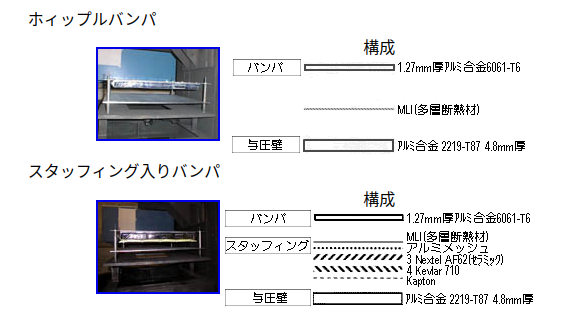 ホィップルバンパ
構成
バンパ 1.27mm厚ｱﾙﾐ合金6061-T6
MLI(多層断熱材)
与圧壁 ｱﾙﾐ合金 2219-T87 4.8mm厚
スタッフィング入りバンパ
構成
バンパ 1.27mm厚ｱﾙﾐ合金6061-T6
MLI(多層断熱材)
スタッフィング アルミメッシュ
3 Nextel AF62(ｾﾗﾐｯｸ)
4 Kevlar 710
Kapton
与圧壁 ｱﾙﾐ合金 2219-T87 4.8mm厚